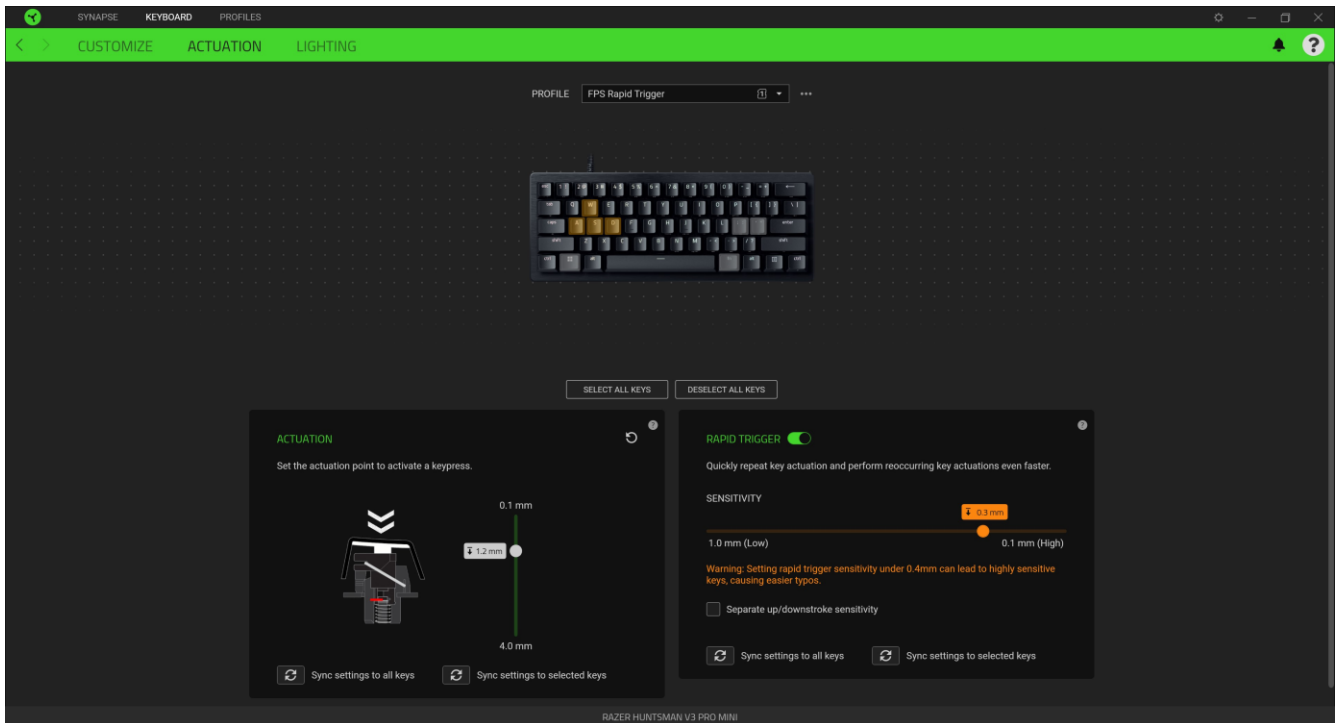 SYNAPSE KEYBOARD PROFILES
CUSTOMIZE ACTUATION LIGHTING
PROFILE FPS Rapid Trigger 1
SELECT ALL KEYS DESELECT ALL KEYS
ACTUATION
Set the actuation point to activate a keypress.
0.1 mm
1.2 mm
4.0 mm
Sync settings to all keys Sync settings to selected keys
RAPID TRIGGER
Quickly repeat key actuation and perform reoccurring key actuations even faster.
SENSITIVITY
0.3 mm
1.0 mm (Low) 0.1 mm (High)
Warning: Setting rapid trigger sensitivity under 0.4mm can lead to highly sensitive
keys, causing easier typos.
Separate up/downstroke sensitivity
Sync settings to all keys Sync settings to selected keys
RAZER HUNTSMAN V3 PRO MINI